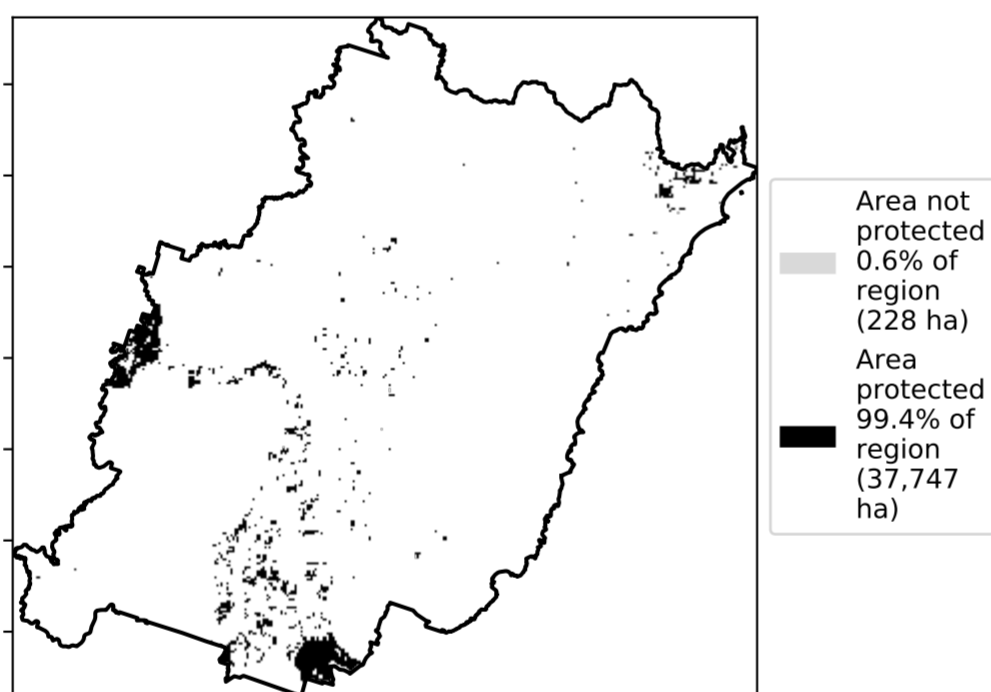 Area not
protected
0.6% of
region
(228 ha)
Area
protected
99.4% of
region
(37,747
ha)